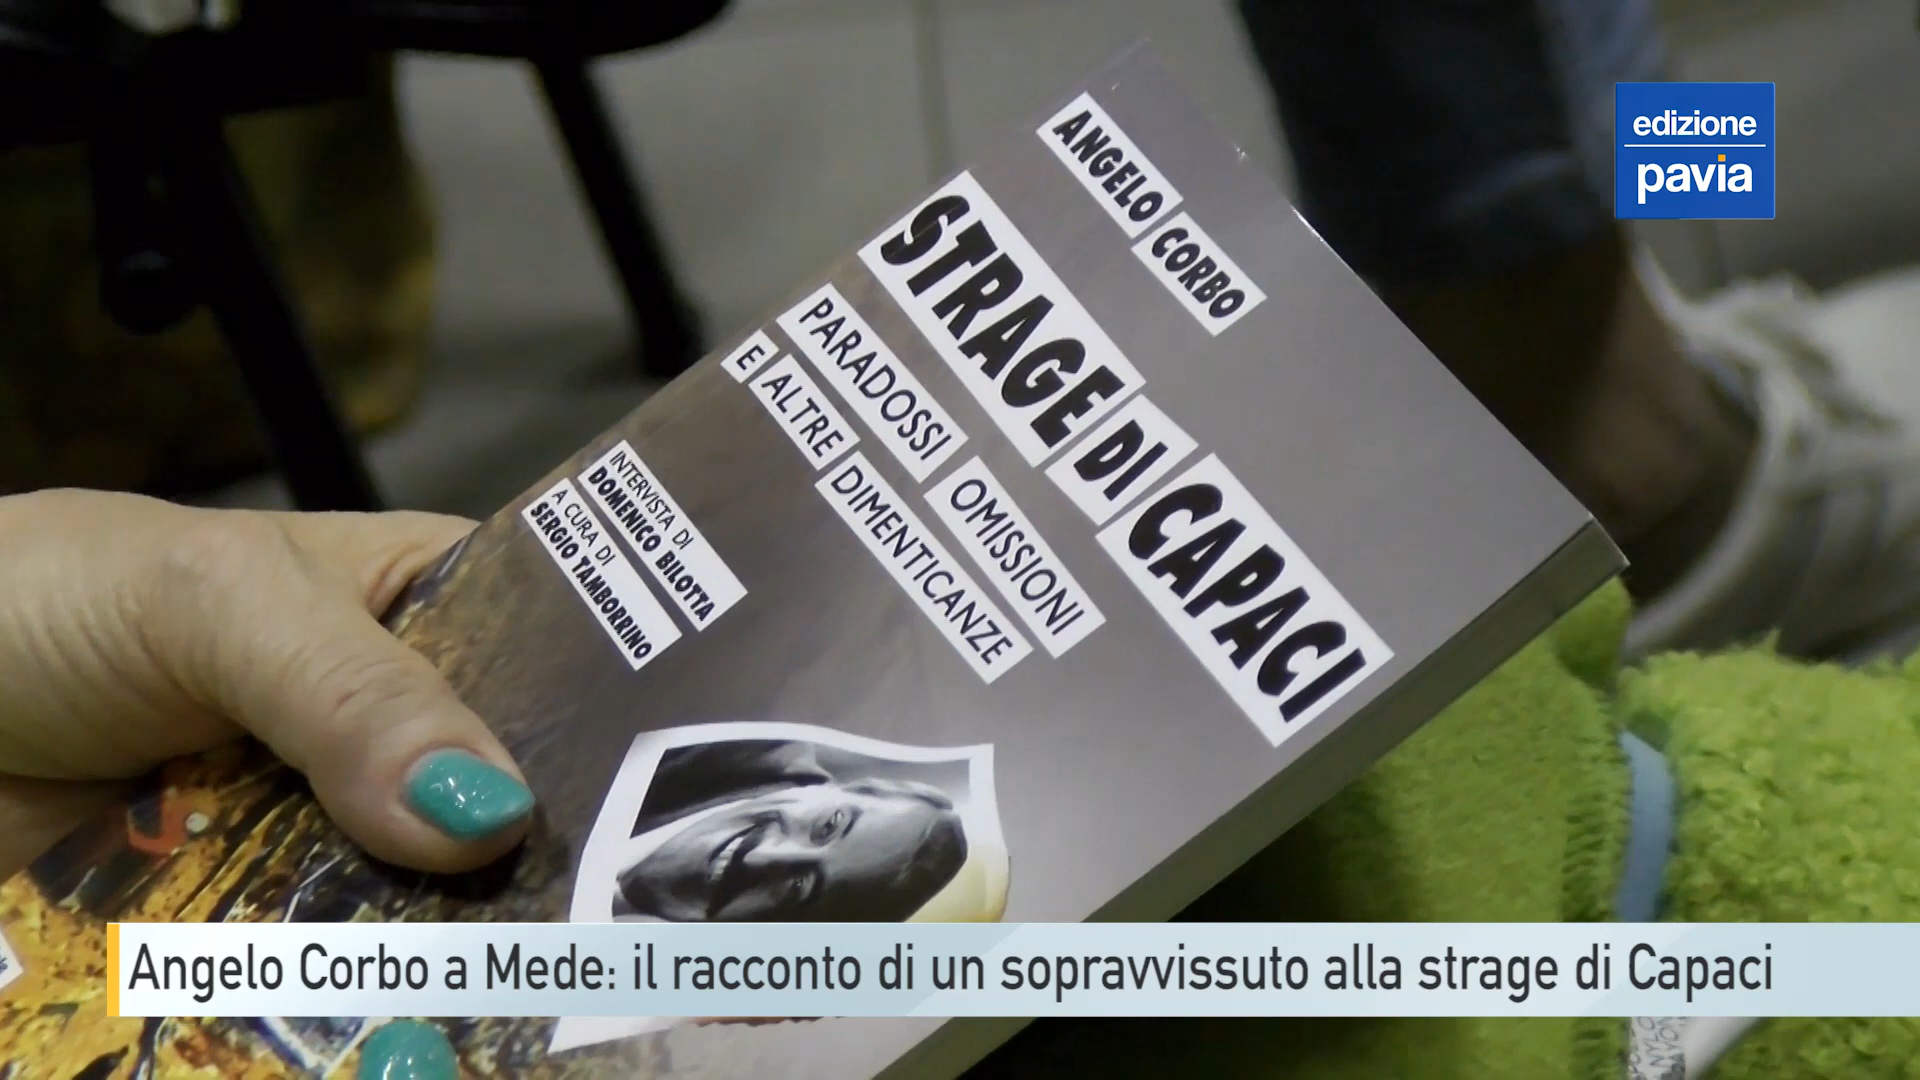 edizione
pavia
ANGELO CORBO
STRAGE DI CAPACI
PARADOSSI OMISSIONI
E ALTRE DIMENTICANZE
INTERVISTA DI
DOMENICO BILOTTA
A CURA DI
SERGIO TAMBORRINO
Angelo Corbo a Mede: il racconto di un sopravvissuto alla strage di Capaci